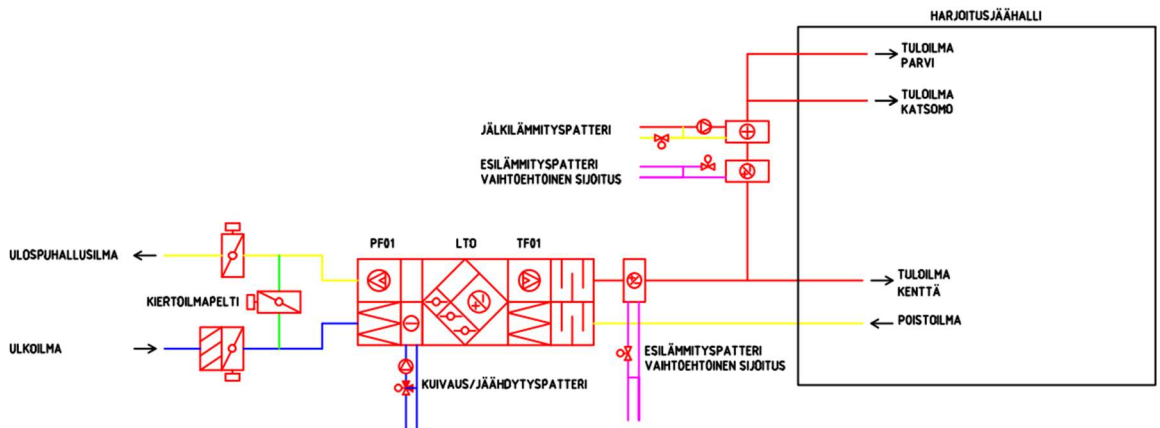 HARJOITUSJÄÄHALLI
TULOILMA
PARVI
TULOILMA
KATSOMO
JÄLKILÄMMITYSPATTERI
ESILÄMMITYSPATTERI
VAIHTOEHTOINEN SIJOITUS
PF01
LTO
TF01
ULOSPUHALLUSILMA
KIERTOILMAPELTI
ULKOILMA
TULOILMA
KENTTÄ
POISTOILMA
ESILÄMMITYSPATTERI
VAIHTOEHTOINEN SIJOITUS
KUIVAUS/JÄÄHDYTYSPATTERI